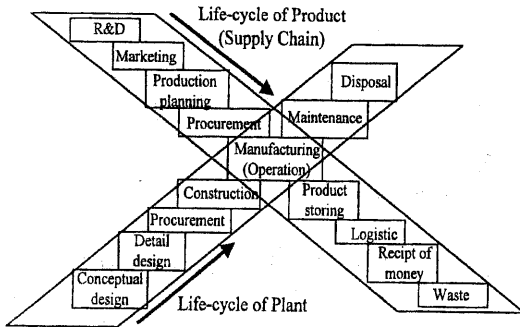 Life-cycle of Product
(Supply Chain)
R&D
Marketing
Production
planning
Procurement
Disposal
Maintenance
Manufacturing
(Operation)
Construction
Procurement
Detail
design
Conceptual
design
Product
storing
Logistic
Recipt of
money
Waste
Life-cycle of Plant